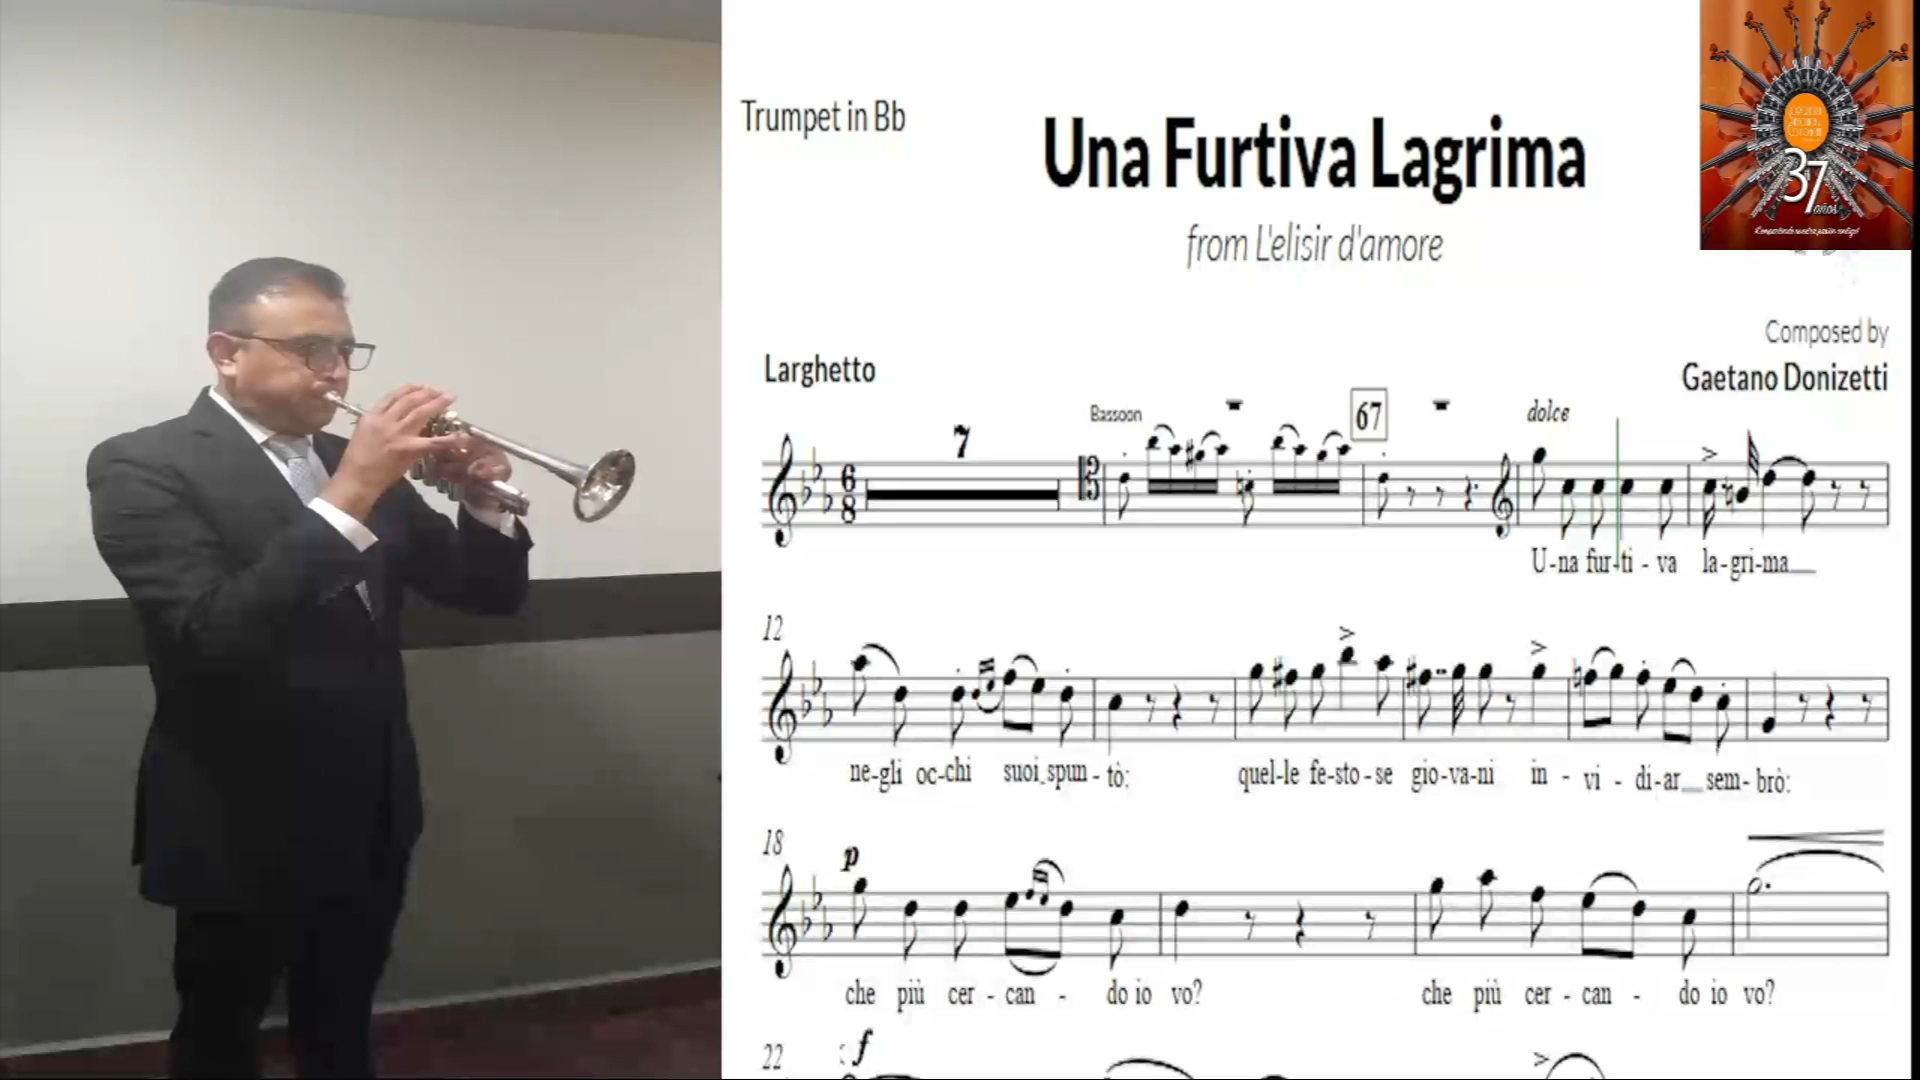 Trumpet in Bb
Una Furtiva Lagrima
from L'elisir d'amore
37
años
Composed by
Gaetano Donizetti
Larghetto
7
Bassoon
67
dolce
6
8
U-na fur-ti - va la-gri-ma
12
ne-gli oc-chi suoi spun - tò: quel-le fe-sto-se gio-va-ni in - vi - di-ar sem-brò:
18
p
che più cer - can - do io vo? che più cer - can - do io vo?
22
f